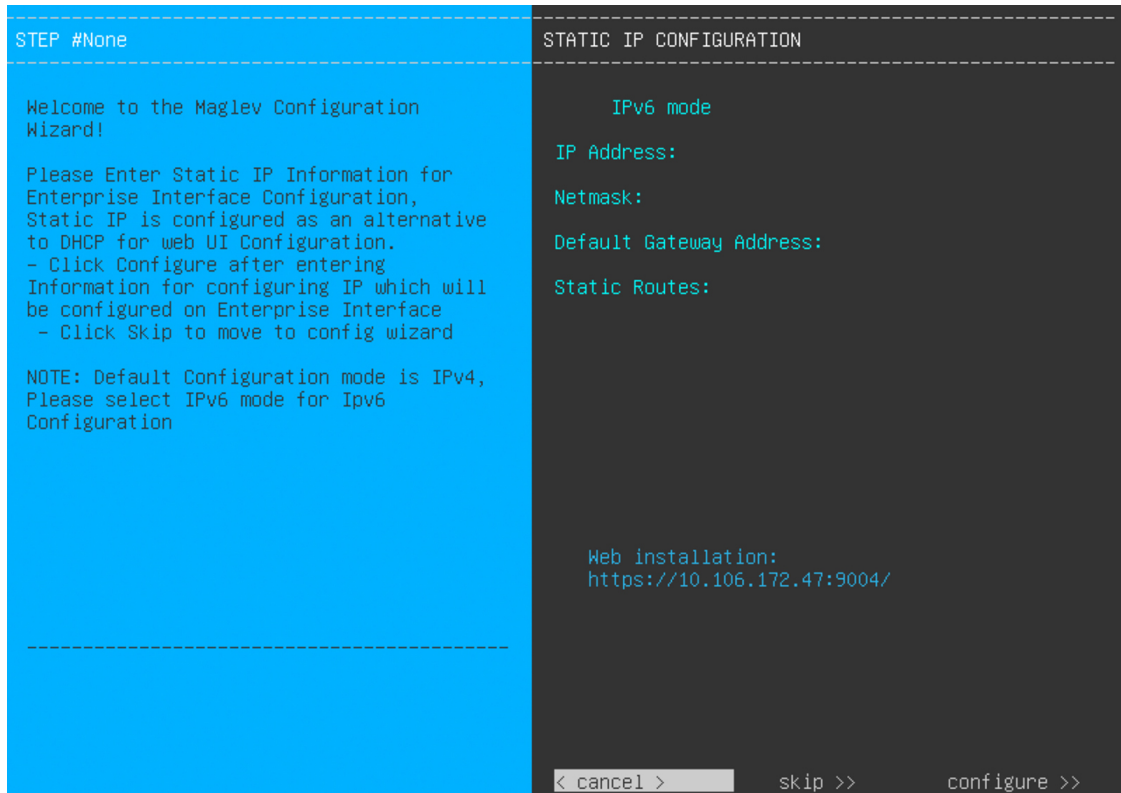 STEP #None
Welcome to the Maglev Configuration
Wizard!
Please Enter Static IP Information for
Enterprise Interface Configuration,
Static IP is configured as an alternative
to DHCP for web UI Configuration.
- Click Configure after entering
Information for configuring IP which will
be configured on Enterprise Interface
- Click Skip to move to config wizard
NOTE: Default Configuration mode is IPv4,
Please select IPv6 mode for Ipv6
Configuration
STATIC IP CONFIGURATION
IPv6 mode
IP Address:
Netmask:
Default Gateway Address:
Static Routes:
Web installation:
https://10.106.172.47:9004/
< cancel > skip >> configure >>